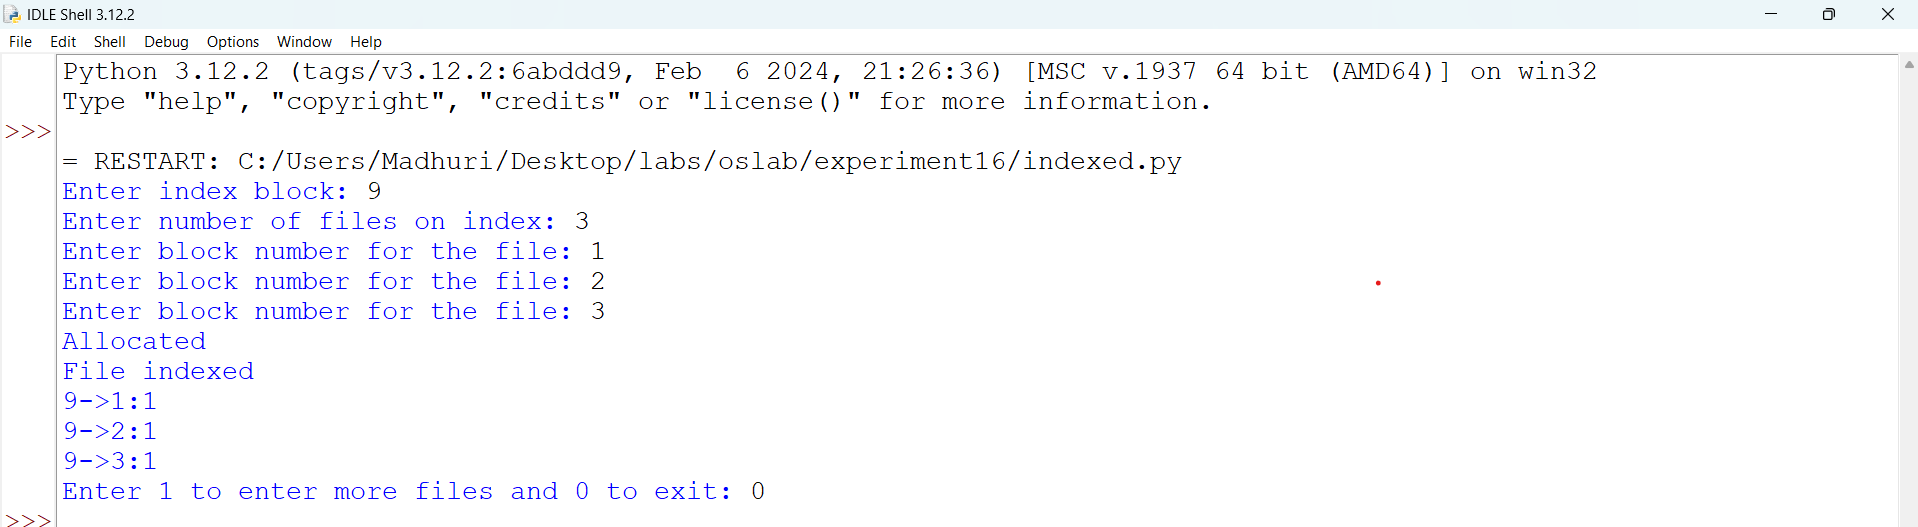 IDLE Shell 3.12.2
File Edit Shell Debug Options Window Help
Python 3.12.2 (tags/v3.12.2:6abddd9, Feb  6 2024, 21:26:36) [MSC v.1937 64 bit (AMD64)] on win32
Type "help", "copyright", "credits" or "license()" for more information.
>>>
= RESTART: C:/Users/Madhuri/Desktop/labs/oslab/experiment16/indexed.py
Enter index block: 9
Enter number of files on index: 3
Enter block number for the file: 1
Enter block number for the file: 2
Enter block number for the file: 3
Allocated
File indexed
9->1:1
9->2:1
9->3:1
Enter 1 to enter more files and 0 to exit: 0
>>>